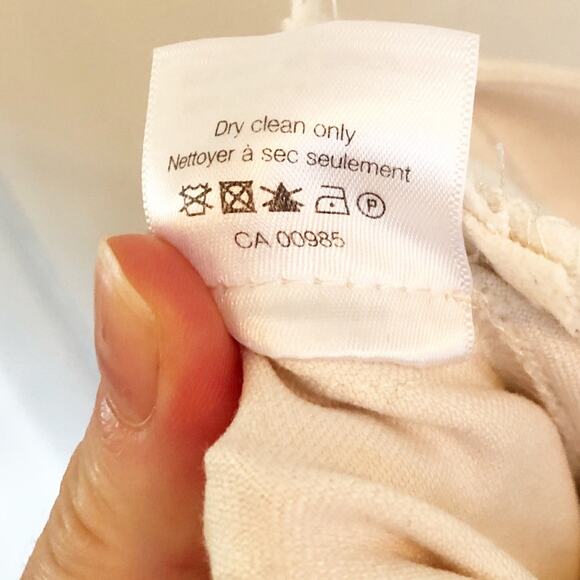 Dry clean only
Nettoyer à sec seulement
P
CA 00985